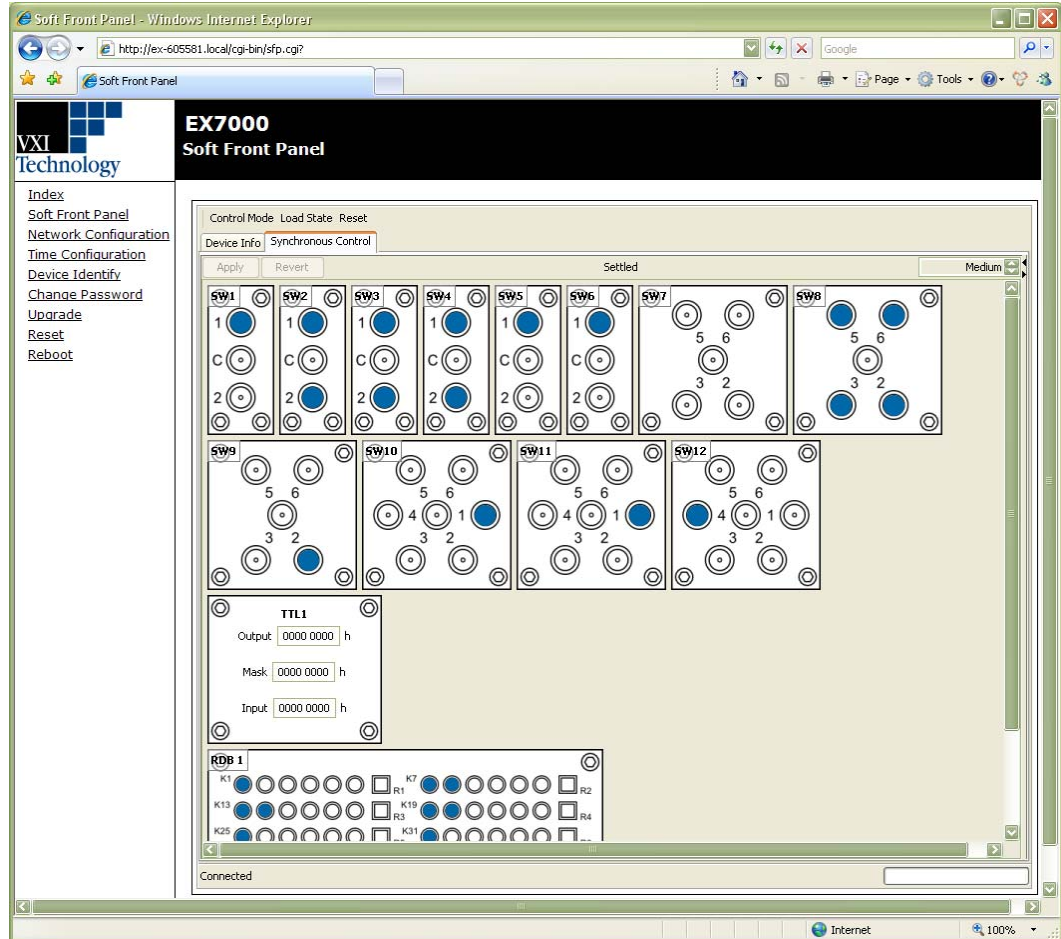 Soft Front Panel - Windows Internet Explorer
http://ex-605581.local/cgi-bin/sfp.cgi?
Google
Soft Front Panel
Page Tools
VXI
Technology
EX7000
Soft Front Panel
Index
Soft Front Panel
Network Configuration
Time Configuration
Device Identify
Change Password
Upgrade
Reset
Reboot
Control Mode Load State Reset
Device Info Synchronous Control
Apply Revert Settled Medium
SW1 SW2 SW3 SW4 SW5 SW6 SW7 SW8
1 1 1 1 1 1
5 6 5 6
C C C C C C
3 2 3 2
2 2 2 2 2 2
SW9 SW10 SW11 SW12
5 6 5 6 5 6 5 6
4 1 4 1 4 1
3 2 3 2 3 2 3 2
TTL1
Output 0000 0000 h
Mask 0000 0000 h
Input 0000 0000 h
RDB 1
K1 R1 K7 R2
K13 R3 K19 R4
K25 K31
Connected
Internet 100%